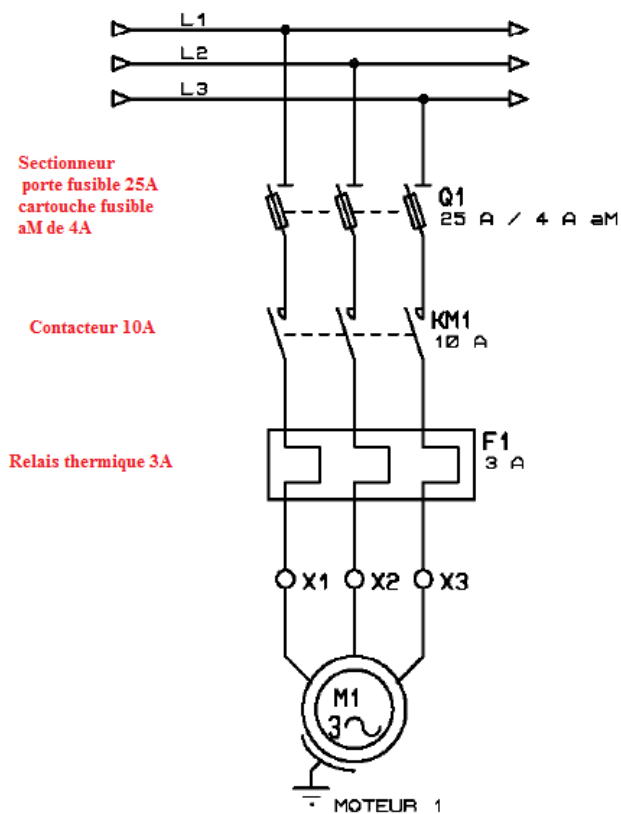 L1
L2
L3
Sectionneur
porte fusible 25A
cartouche fusible
aM de 4A
Q1
25 A / 4 A aM
Contacteur 10A
KM1
10 A
Relais thermique 3A
F1
3 A
X1 X2 X3
M1
3
MOTEUR 1